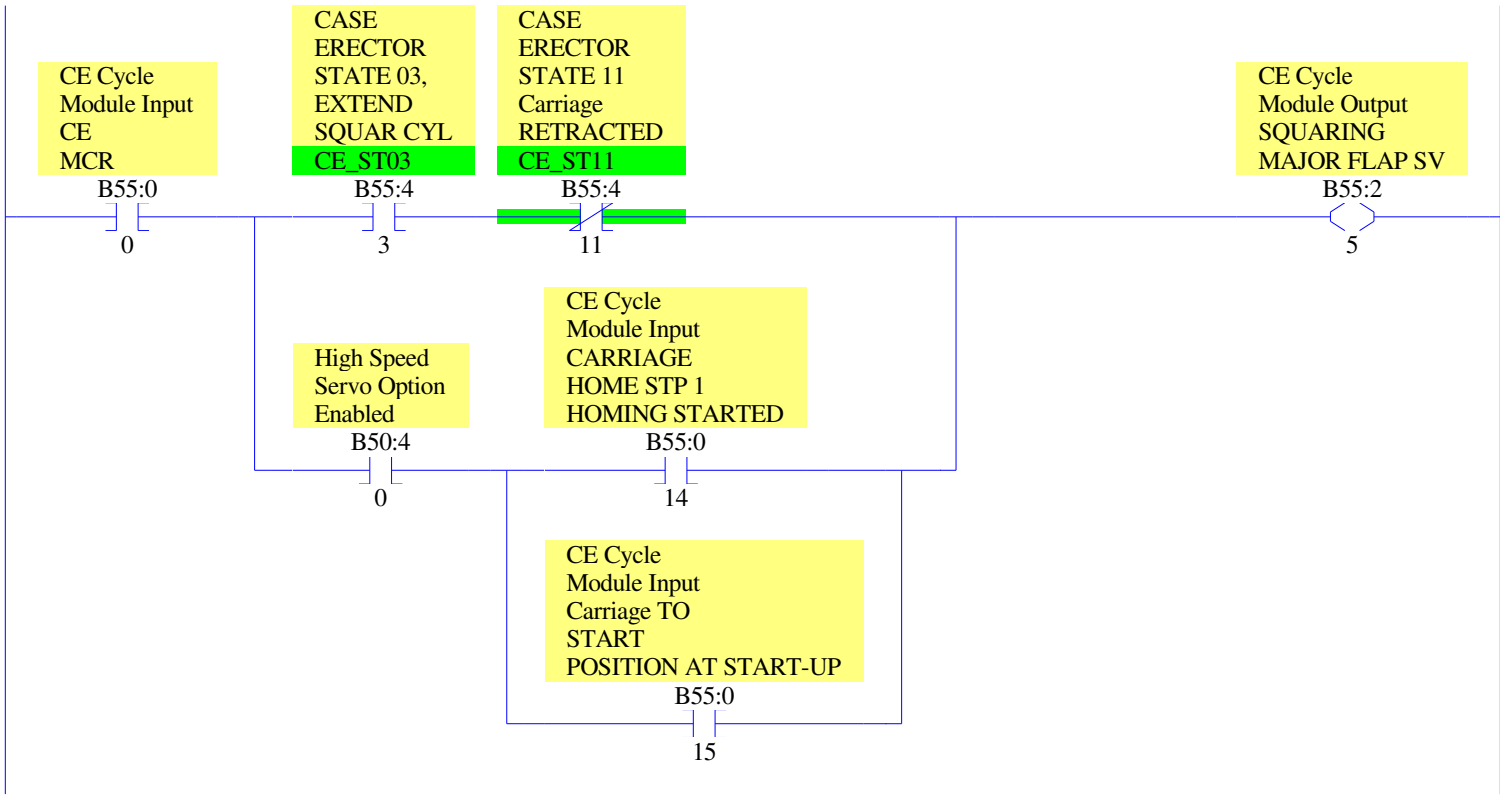 CE Cycle
Module Input
CE
MCR
B55:0
0
CASE
ERECTOR
STATE 03,
EXTEND
SQUAR CYL
CE_ST03
B55:4
3
CASE
ERECTOR
STATE 11
Carriage
RETRACTED
CE_ST11
B55:4
11
CE Cycle
Module Output
SQUARING
MAJOR FLAP SV
B55:2
5
High Speed
Servo Option
Enabled
B50:4
0
CE Cycle
Module Input
CARRIAGE
HOME STP 1
HOMING STARTED
B55:0
14
CE Cycle
Module Input
Carriage TO
START
POSITION AT START-UP
B55:0
15